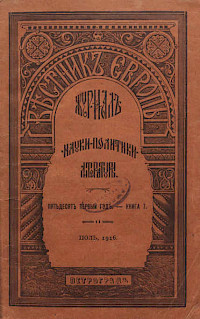 ВѢСТНИКЪ ЕВРОПЫ
ЖУРНАЛЪ
НАУКИ-ПОЛИТИКИ-
ЛИТЕРАТУРЫ
ПЯТЬДЕСЯТЪ ПЕРВЫЙ ГОДЪ. — КНИГА 7.
ІЮЛЬ, 1916.
ПЕТРОГРАДЪ